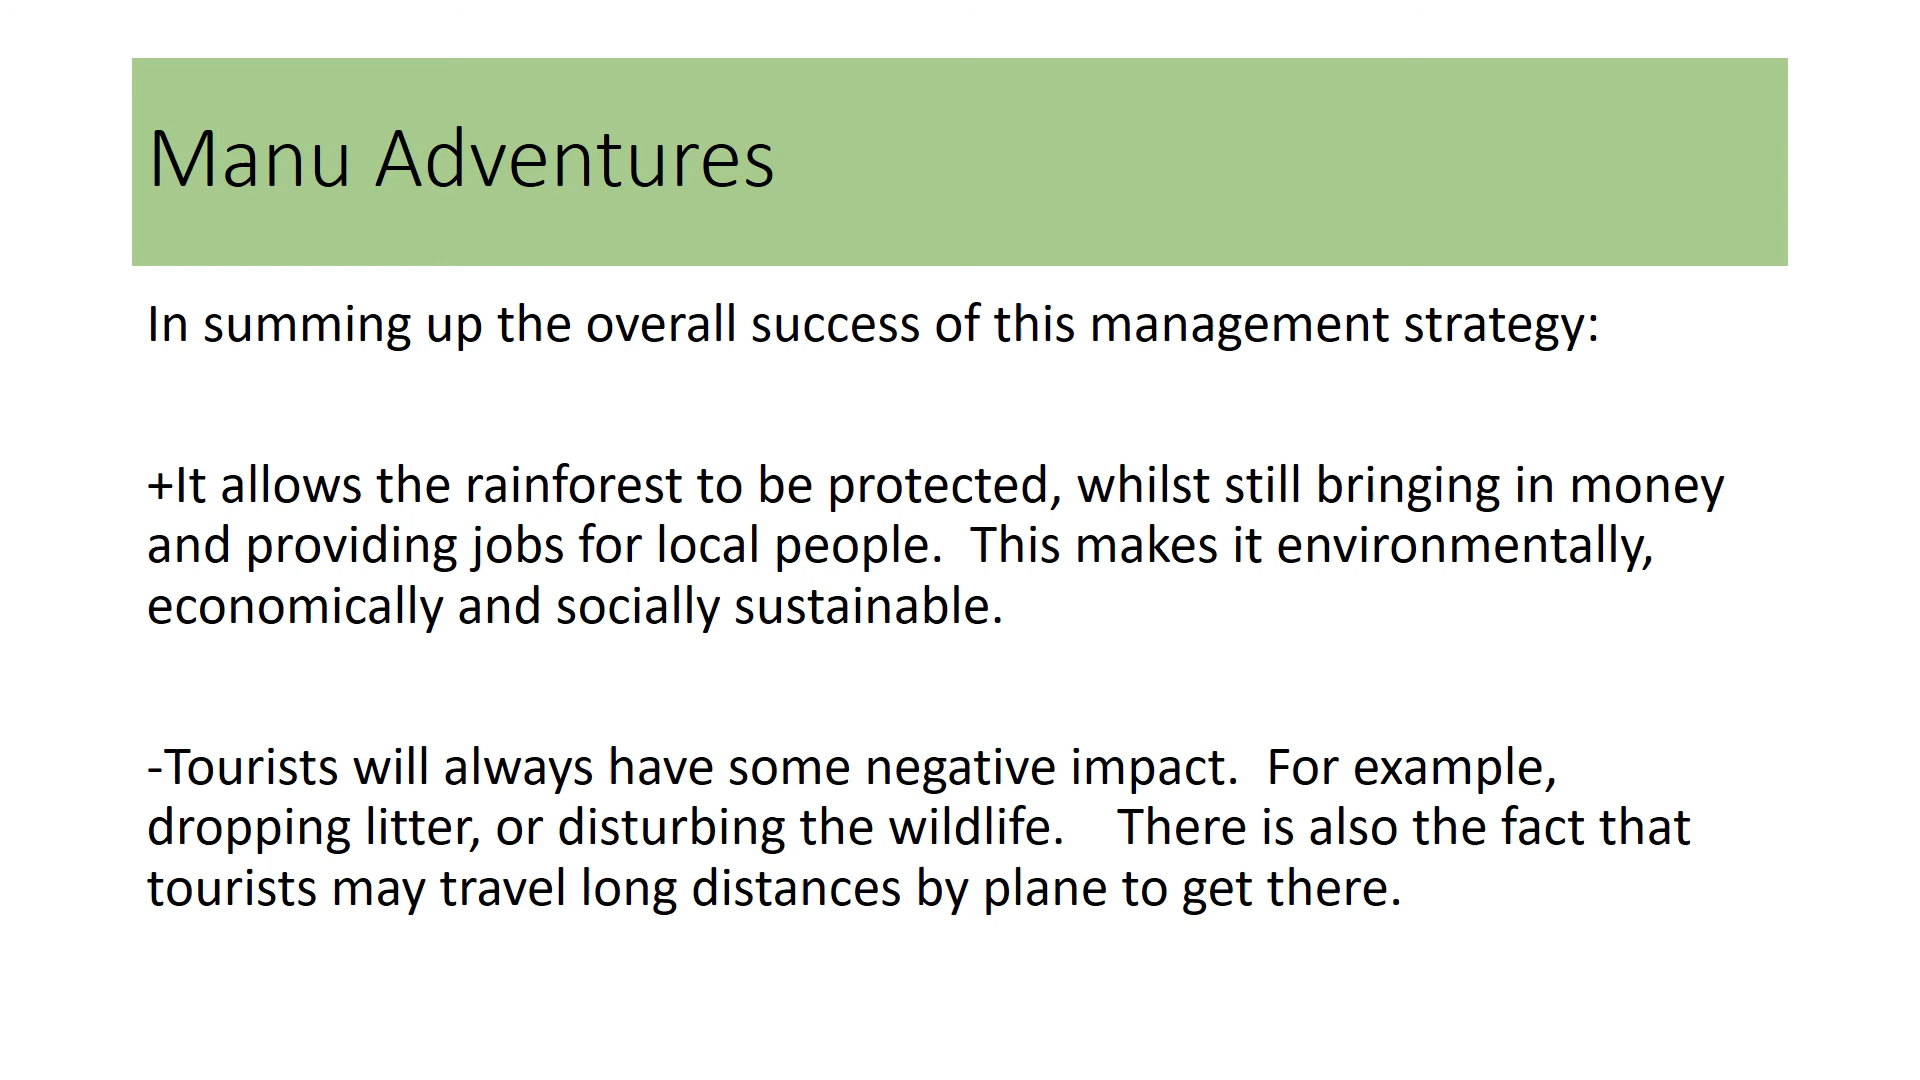 Manu Adventures
In summing up the overall success of this management strategy:
+It allows the rainforest to be protected, whilst still bringing in money
and providing jobs for local people.  This makes it environmentally,
economically and socially sustainable.
-Tourists will always have some negative impact.  For example,
dropping litter, or disturbing the wildlife.    There is also the fact that
tourists may travel long distances by plane to get there.